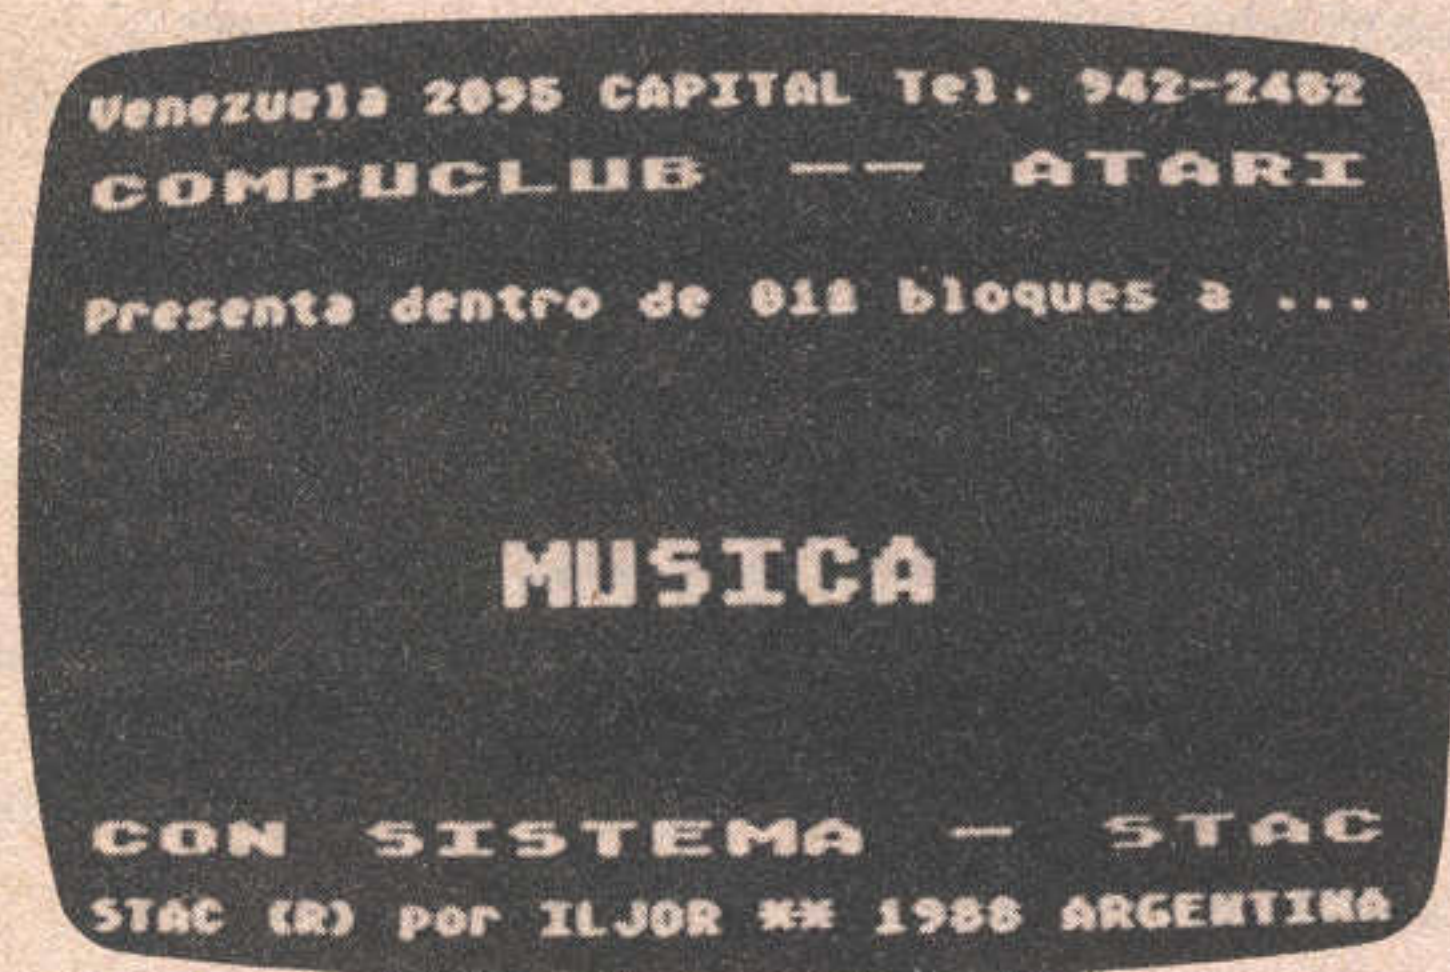 Venezuela 2095 CAPITAL Tel. 942-2482
COMPUCLUB -- ATARI
Presenta dentro de bloques a ...
MUSICA
CON SISTEMA - STAC
STAC (R) por ILJOR ** 1988 ARGENTINA